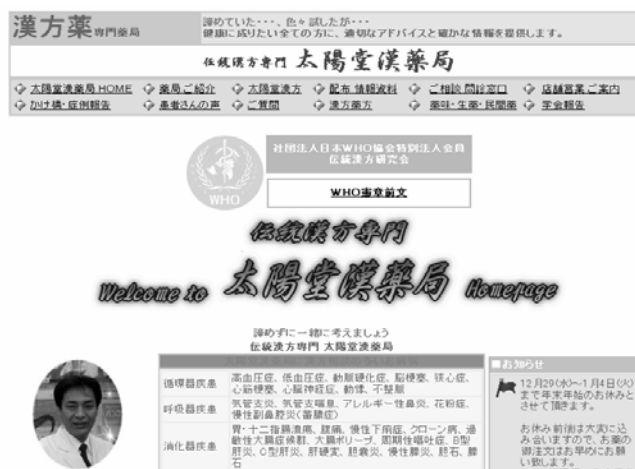 漢方薬専門薬局
諦めていた・・・、色々試したが・・・
健康に成りたい全ての方に、適切なアドバイスと確かな情報を提供します。
伝統漢方専門 太陽堂漢薬局
太陽堂漢薬局HOME 薬局ご紹介 太陽堂漢方 配布情報資料 ご相談問診窓口 店舗営業ご案内
かけ橋・症例報告 患者さんの声 ご質問 漢方薬方 薬味・生薬・民間薬 学会報告
社団法人日本WHO協会特別法人会員
伝統漢方研究会
WHO
WHO憲章前文
伝統漢方専門
Welcome to 太陽堂漢薬局 Homepage
諦めずに一緒に考えましょう
伝統漢方専門 太陽堂漢薬局
循環器疾患
高血圧症、低血圧症、動脈硬化症、脳梗塞、狭心症、
心筋梗塞、心臓神経症、動悸、不整脈
呼吸器疾患
気管支炎、気管支喘息、アレルギー性鼻炎、花粉症、
慢性副鼻腔炎(蓄膿症)
消化器疾患
胃・十二指腸潰瘍、腹痛、慢性下痢症、クローン病、過
敏性大腸症候群、大腸ポリープ、周期性嘔吐症、B型
肝炎、C型肝炎、肝硬変、胆嚢炎、慢性膵炎、胆石、膵
石
■お知らせ
12月29(水)~1月4日(火)
まで年末年始のお休みと
させて頂きます。
お休み前後は大変に込
み合いますので、お薬の
御注文はお早めにお願
い致します。